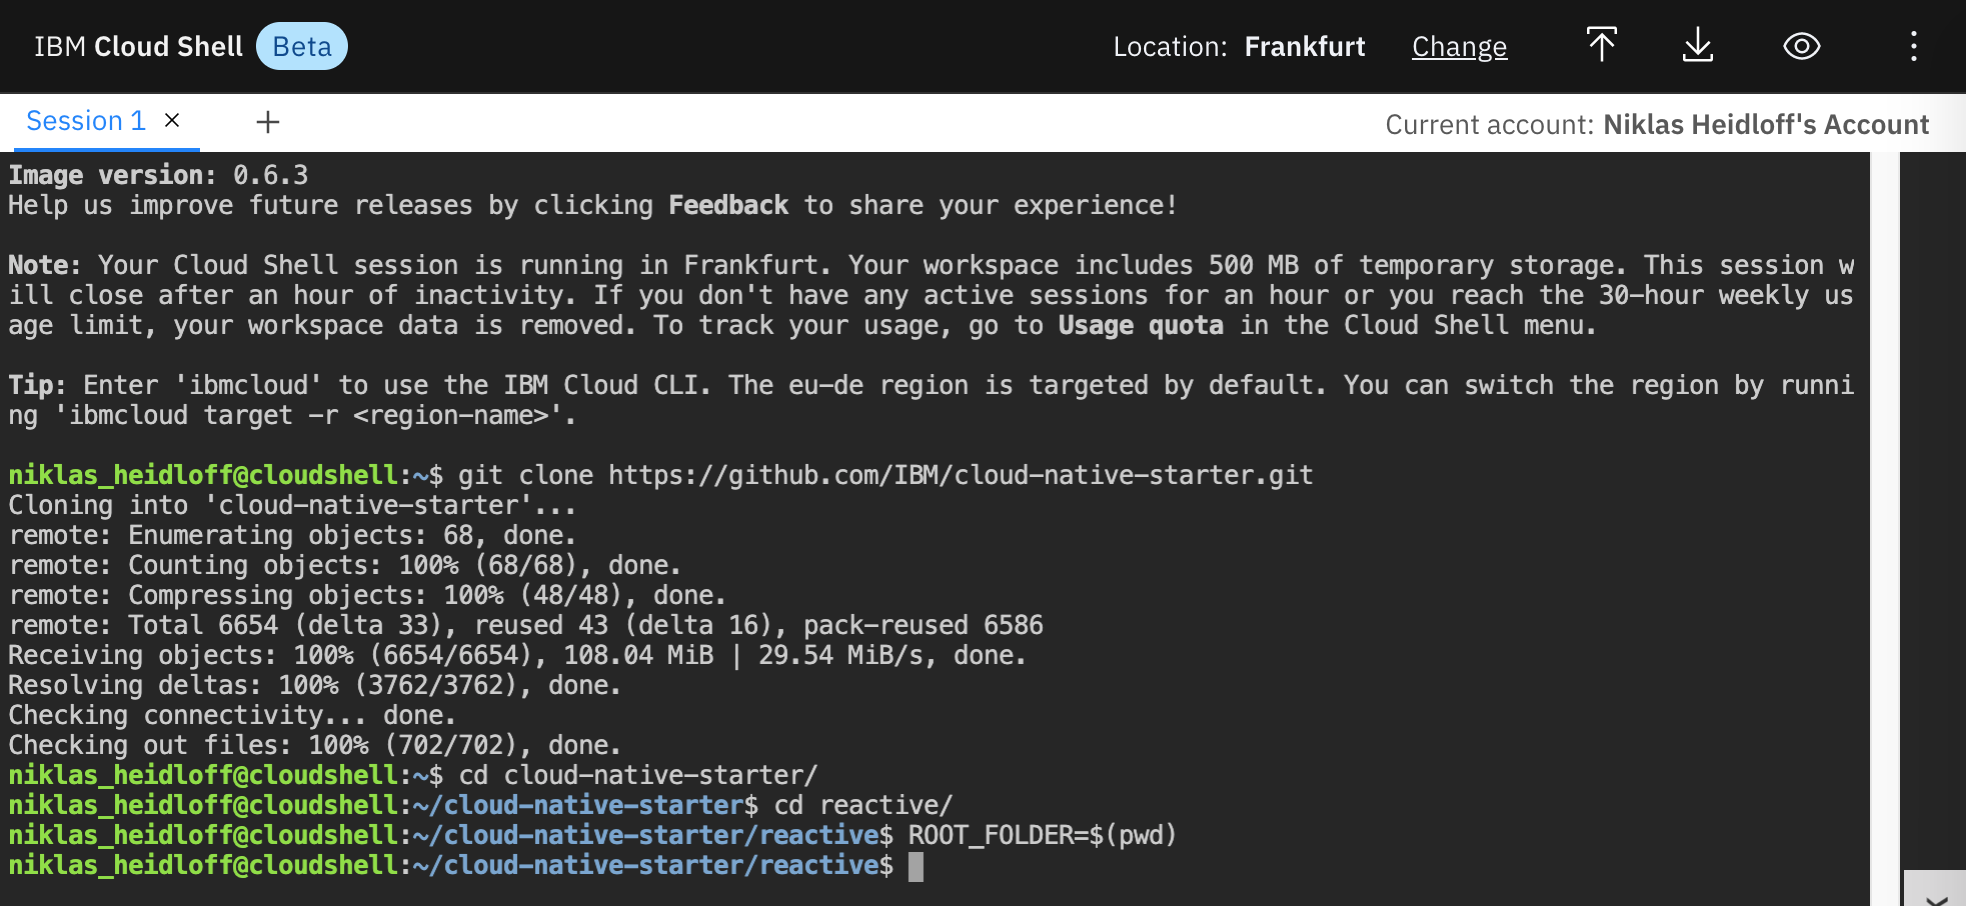 IBM Cloud Shell Beta Location: Frankfurt Change
Session 1 × + Current account: Niklas Heidloff's Account
Image version: 0.6.3
Help us improve future releases by clicking Feedback to share your experience!
Note: Your Cloud Shell session is running in Frankfurt. Your workspace includes 500 MB of temporary storage. This session w
ill close after an hour of inactivity. If you don't have any active sessions for an hour or you reach the 30-hour weekly us
age limit, your workspace data is removed. To track your usage, go to Usage quota in the Cloud Shell menu.
Tip: Enter 'ibmcloud' to use the IBM Cloud CLI. The eu-de region is targeted by default. You can switch the region by runni
ng 'ibmcloud target -r <region-name>'.
niklas_heidloff@cloudshell:~$ git clone https://github.com/IBM/cloud-native-starter.git
Cloning into 'cloud-native-starter'...
remote: Enumerating objects: 68, done.
remote: Counting objects: 100% (68/68), done.
remote: Compressing objects: 100% (48/48), done.
remote: Total 6654 (delta 33), reused 43 (delta 16), pack-reused 6586
Receiving objects: 100% (6654/6654), 108.04 MiB | 29.54 MiB/s, done.
Resolving deltas: 100% (3762/3762), done.
Checking connectivity... done.
Checking out files: 100% (702/702), done.
niklas_heidloff@cloudshell:~$ cd cloud-native-starter/
niklas_heidloff@cloudshell:~/cloud-native-starter$ cd reactive/
niklas_heidloff@cloudshell:~/cloud-native-starter/reactive$ ROOT_FOLDER=$(pwd)
niklas_heidloff@cloudshell:~/cloud-native-starter/reactive$